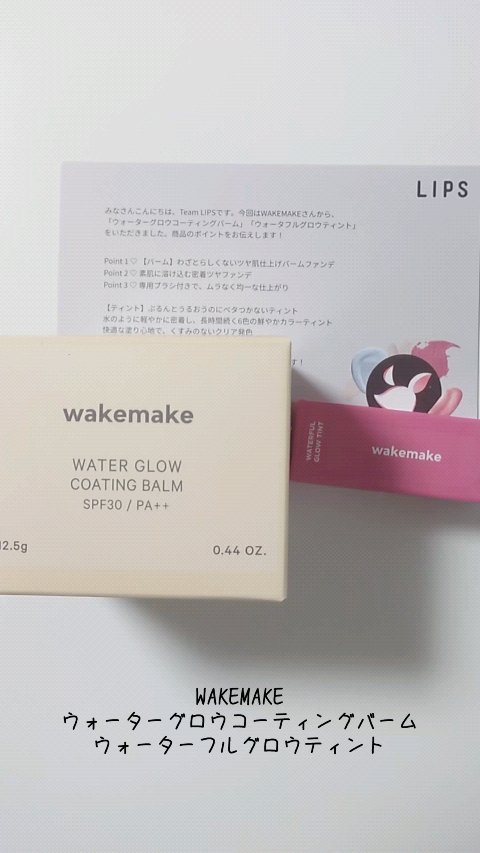 LIPS
みなさんこんにちは、Team LIPSです。今回はWAKEMAKEさんから、
「ウォーターグロウコーティングバーム」「ウォータフルグロウティント」
をいただきました。商品のポイントをお伝えします！
Point 1♡【バーム】わざとらしくないツヤ肌仕上げバームファンデ
Point 2♡ 素肌に溶け込む密着ツヤファンデ
Point 3♡ 専用ブラシ付きで、ムラなく均一な仕上がり
【ティント】ぷるんとうるおうのにベタつかないティント
水のように軽やかに密着し、長時間続く6色の鮮やかカラーティント
快適な塗り心地で、くすみのないクリア発色
す！
wakemake
WATER GLOW
COATING BALM
SPF30 / PA++
12.5g
0.44 OZ.
WATERFUL
GLOW TINT
wakemake
WAKEMAKE
ウォーターグロウコーティングバーム
ウォーターフルグロウティント